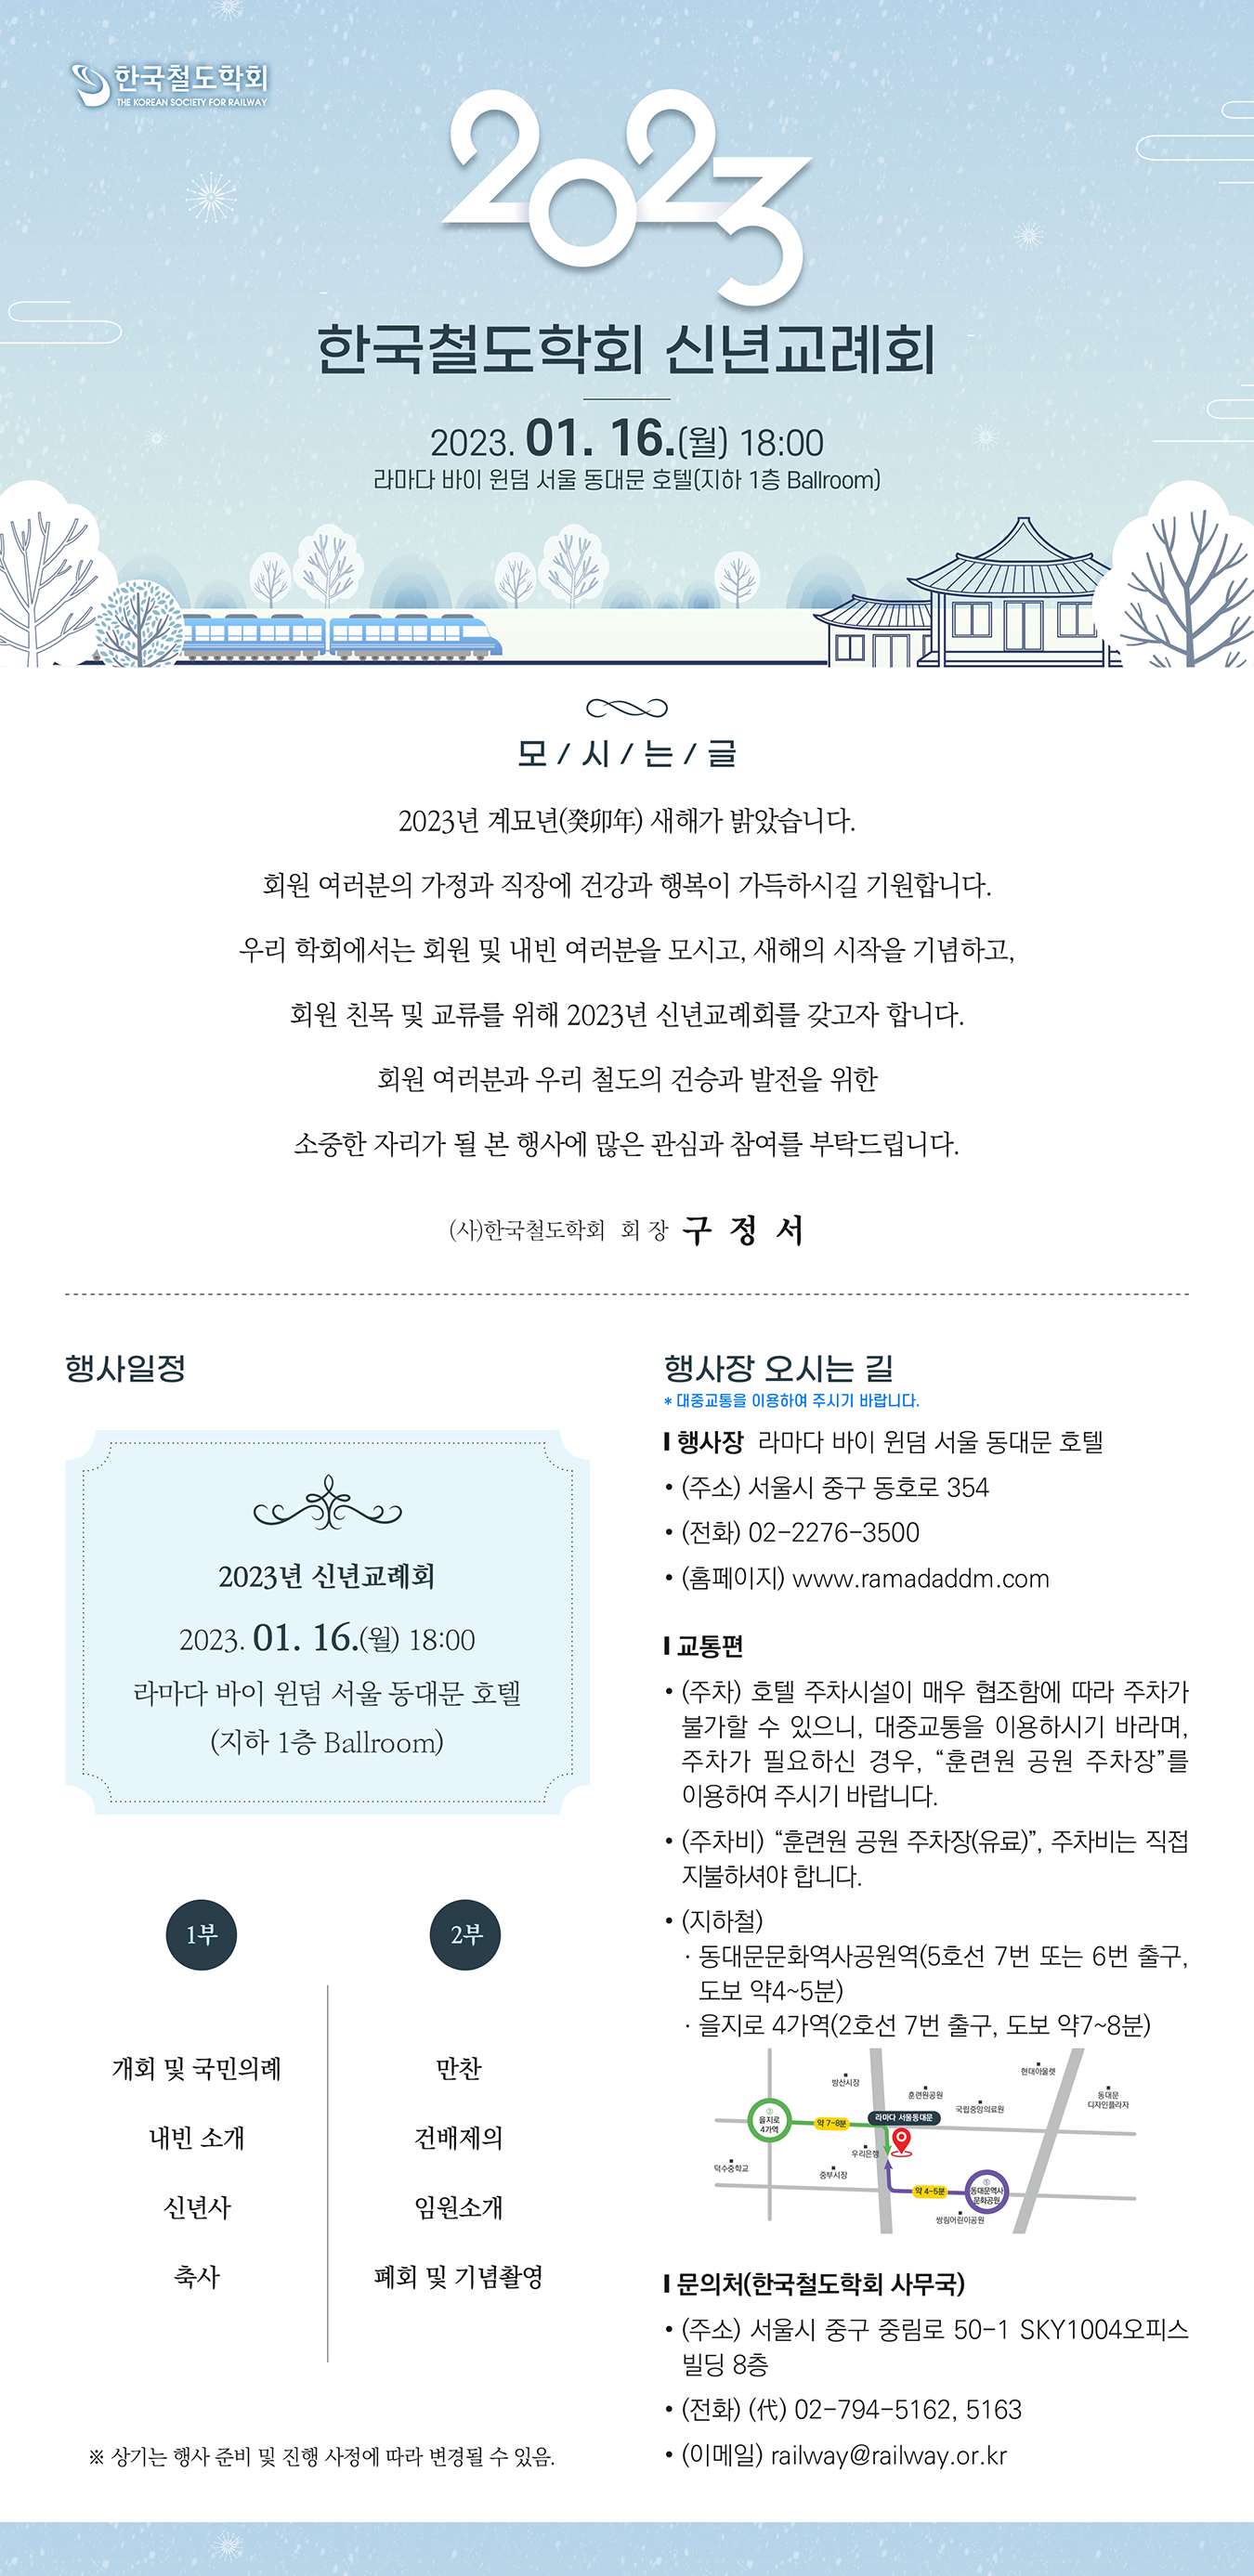 한국철도학회
THE KOREAN SOCIETY FOR RAILWAY
2023
한국철도학회 신년교례회
2023. 01. 16.(월) 18:00
라마다 바이 윈덤 서울 동대문 호텔(지하 1층 Ballroom)
모 / 시 / 는 / 글
2023년 계묘년(癸卯年) 새해가 밝았습니다.
회원 여러분의 가정과 직장에 건강과 행복이 가득하시길 기원합니다.
우리 학회에서는 회원 및 내빈 여러분을 모시고, 새해의 시작을 기념하고,
회원 친목 및 교류를 위해 2023년 신년교례회를 갖고자 합니다.
회원 여러분과 우리 철도의 건승과 발전을 위한
소중한 자리가 될 본 행사에 많은 관심과 참여를 부탁드립니다.
(사)한국철도학회 회 장 구 정 서
행사일정
2023년 신년교례회
2023. 01. 16.(월) 18:00
라마다 바이 윈덤 서울 동대문 호텔
(지하 1층 Ballroom)
1부
개회 및 국민의례
내빈 소개
신년사
축사
2부
만찬
건배제의
임원소개
폐회 및 기념촬영
※ 상기는 행사 준비 및 진행 사정에 따라 변경될 수 있음.
행사장 오시는 길
* 대중교통을 이용하여 주시기 바랍니다.
I 행사장 라마다 바이 윈덤 서울 동대문 호텔
• (주소) 서울시 중구 동호로 354
• (전화) 02-2276-3500
• (홈페이지) www.ramadaddm.com
I 교통편
• (주차) 호텔 주차시설이 매우 협조함에 따라 주차가
불가할 수 있으니, 대중교통을 이용하시기 바라며,
주차가 필요하신 경우, “훈련원 공원 주차장”를
이용하여 주시기 바랍니다.
• (주차비) “훈련원 공원 주차장(유료)”, 주차비는 직접
지불하셔야 합니다.
• (지하철)
· 동대문문화역사공원역(5호선 7번 또는 6번 출구,
도보 약4~5분)
· 을지로 4가역(2호선 7번 출구, 도보 약7~8분)
현대아울렛
방산시장
훈련원공원
동대문
디자인플라자
국립중앙의료원
②
을지로
4가역
약 7~8분
라마다 서울동대문
우리은행
덕수중학교
중부시장
약 4~5분
⑤
동대문역사
문화공원
쌍림어린이공원
I 문의처(한국철도학회 사무국)
• (주소) 서울시 중구 중림로 50-1 SKY1004오피스
빌딩 8층
• (전화) (代) 02-794-5162, 5163
• (이메일) railway@railway.or.kr